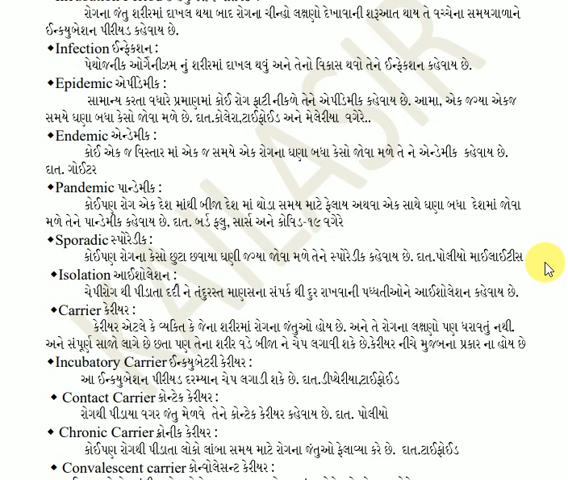 રોગના જંતુ શરીરમાં દાખલ થયા બાદ રોગના ચીન્હો લક્ષણો દેખાવાની શરૂઆત થાય તે વચ્ચેના સમયગાળાને
ઈન્કયુબેશન પીરીયડ કહેવાય છે.
◆Infection ઈન્ફેકશન :
પેથોજનીક ઓર્ગેનીઝમ નું શરીરમાં દાખલ થવું અને તેનો વિકાસ થવો તેને ઈન્ફેકશન કહેવાય છે.
◆Epidemic એપીડેમીક :
સામાન્ય કરતા વધારે પ્રમાણમાં કોઈ રોગ ફાટી નીકળે તેને એપીડેમીક કહેવાય છે. આમા, એક જગ્યા એકજ
સમયે ઘણા બધા કેસો જોવા મળે છે. દાત.કોલેરા,ટાઈફોઈડ અને મેલેરીયા વગેરે..
◆Endemic એન્ડેમીક :
કોઈ એક જ વિસ્તાર માં એક જ સમયે એક રોગના ઘણા બધા કેસો જોવા મળે તે ને એન્ડેમીક કહેવાય છે.
દાત. ગોઈટર
◆Pandemic પાન્ડેમીક :
કોઈપણ રોગ એક દેશ માંથી બીજા દેશ માં થોડા સમય માટે ફેલાય અથવા એક સાથે ઘણા બધા દેશમાં જોવા
મળે તેને પાન્ડેમીક કહેવાય છે. દાત. બર્ડ ફલુ, સાર્સ અને કોવિડ-૧૯ વગેરે
◆Sporadic સ્પોરેડીક :
કોઈપણ રોગના કેસો છુટા છવાયા ઘણી જગ્યા જોવા મળે તેને સ્પોરેડીક કહેવાય છે. દાત.પોલીયો માઈલાઈટીસ
◆Isolation આઈશોલેશન :
ચેપીરોગ થી પીડાતા દર્દી ને તંદુરસ્ત માણસના સંપર્ક થી દુર રાખવાની પધ્ધતીઓને આઈશોલેશન કહેવાય છે.
◆Carrier કેરીયર :
કેરીયર એટલે કે વ્યકિત કે જેના શરીરમાં રોગના જંતુઓ હોય છે. અને તે રોગના લક્ષણો પણ ધરાવતું નથી.
અને સંપૂર્ણ સાજો લાગે છે છતા પણ તેના શરીર વડે બીજા ને ચેપ લગાવી શકે છે.કેરીયર નીચે મુજબના પ્રકાર ના હોય છે
◆Incubatory Carrier ઈન્કયુબેટરી કેરીયર :
આ ઈન્કયુબેશન પીરીયડ દરમ્યાન ચેપ લગાડી શકે છે. દાત.ડીપ્થેરીયા,ટાઈફોઈડ
◆ Contact Carrier કોન્ટેક કેરીયર :
રોગથી પીડાયા વગર જંતુ મેળવે તેને કોન્ટેક કેરીયર કહેવાય છે. દાત. પોલીયો
◆ Chronic Carrier ક્રોનીક કેરીયર :
કોઈપણ રોગથી પીડાતા લોકો લાંબા સમય માટે રોગના જંતુઓ ફેલાવ્યા કરે છે. દાત.ટાઈફોઈડ
◆ Convalescent carrier કોન્વોલેસન્ટ કેરીયર :
KAILASIR